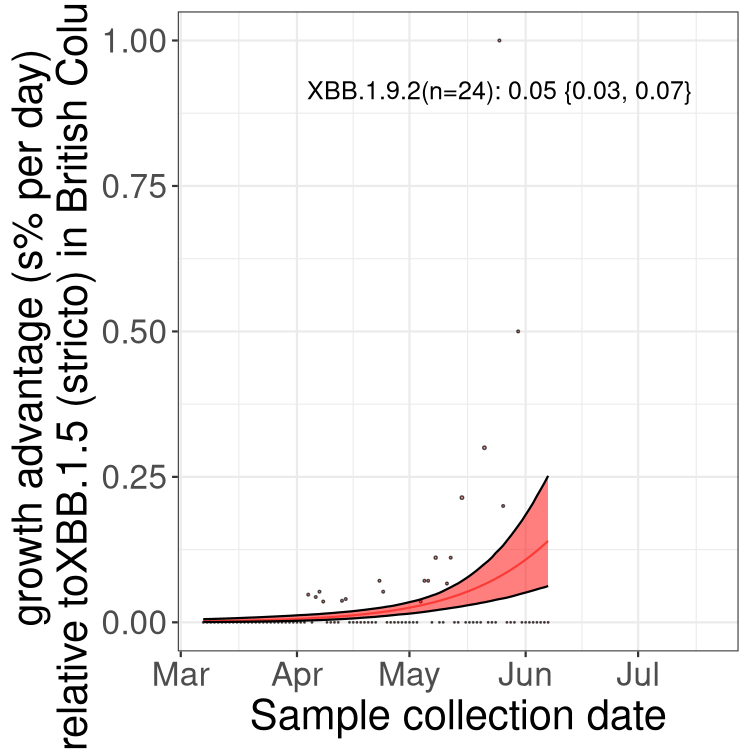 growth advantage (s% per day)
relative toXBB.1.5 (stricto) in British Colu
1.00
0.75
0.50
0.25
0.00
XBB.1.9.2(n=24): 0.05 {0.03, 0.07}
Mar Apr May Jun Jul
Sample collection date